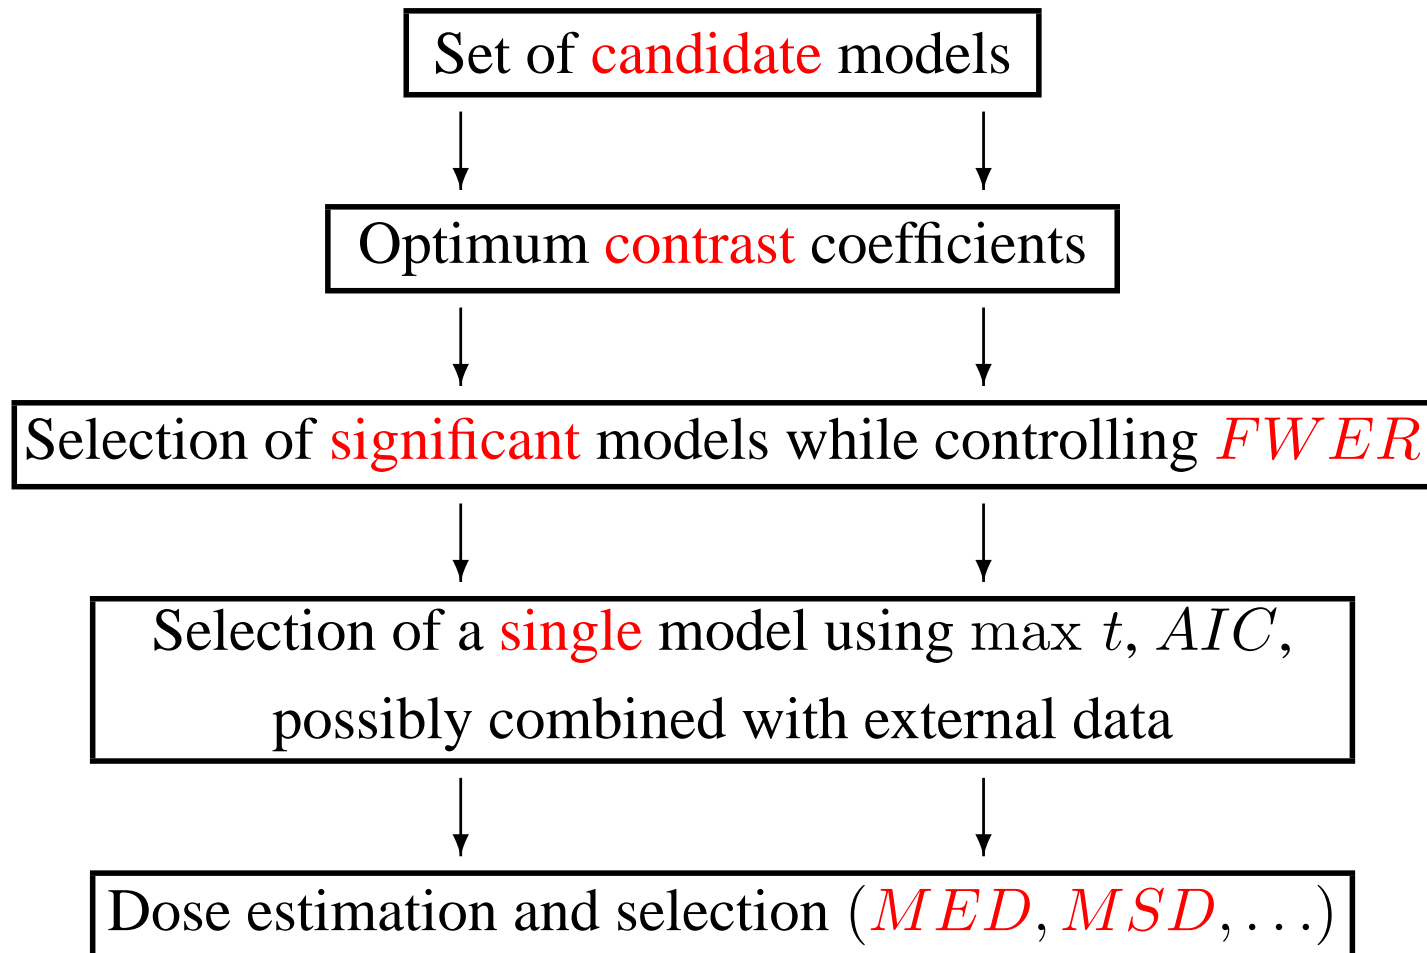 Set of candidate models
Optimum contrast coefficients
Selection of significant models while controlling FWER
Selection of a single model using max t, AIC,
possibly combined with external data
Dose estimation and selection (MED, MSD, . . .)